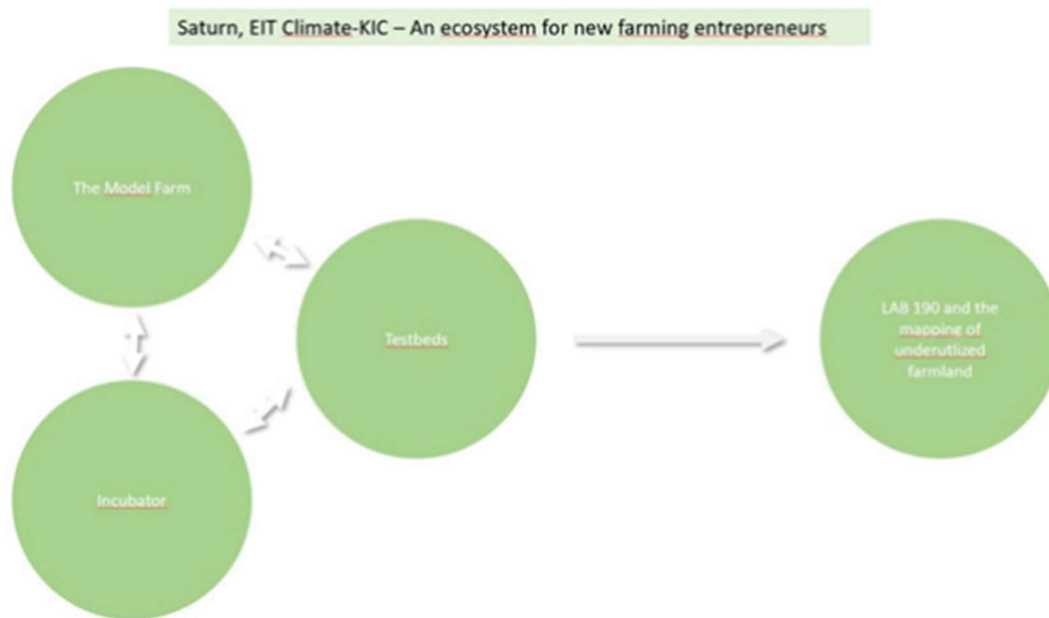 Saturn, EIT Climate-KIC – An ecosystem for new farming entrepreneurs
The Model Farm
Testbeds
LAB 190 and the
mapping of
underutlized
farmland
Incubator